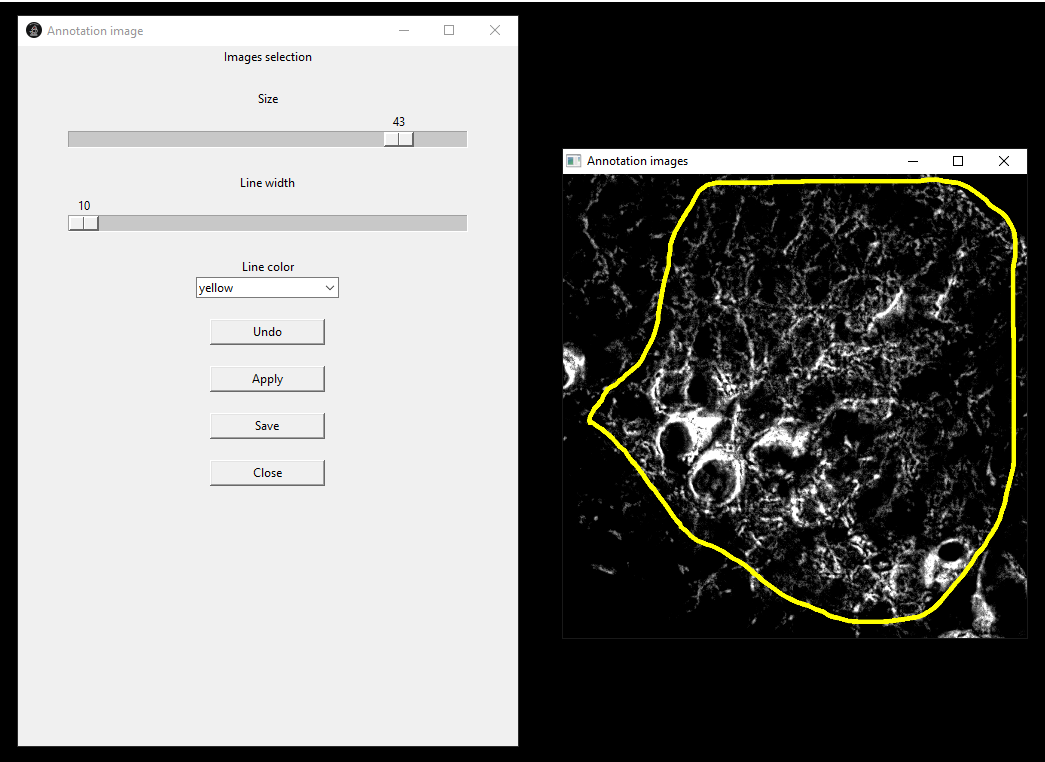 Annotation image
Images selection
Size
43
Line width
10
Line color
yellow
Undo
Apply
Save
Close
Annotation images